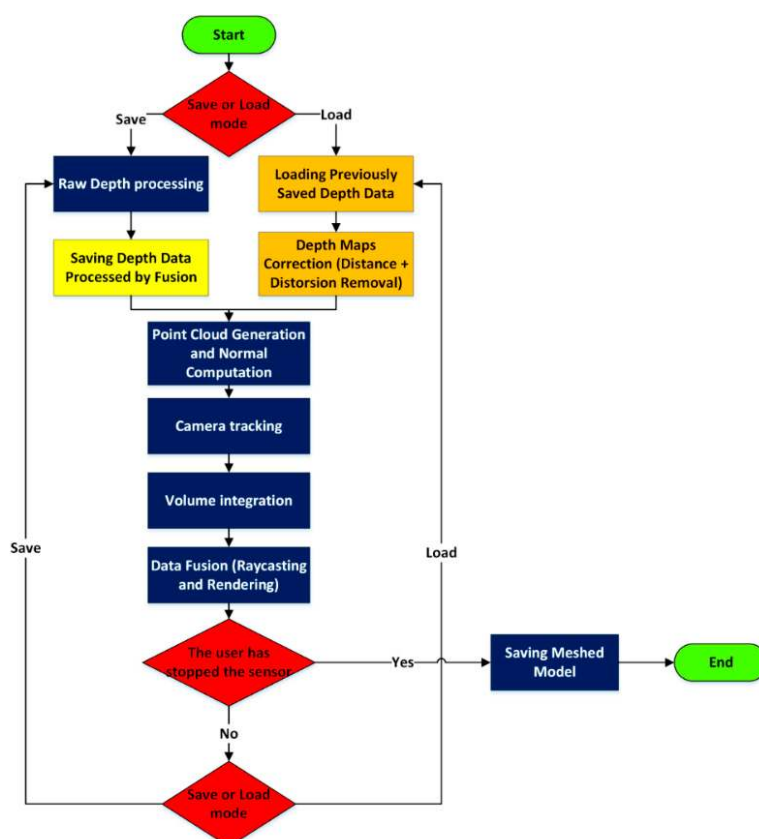 Start
Save or Load
mode
Save
Load
Raw Depth processing
Loading Previously
Saved Depth Data
Saving Depth Data
Processed by Fusion
Depth Maps
Correction (Distance +
Distorsion Removal)
Point Cloud Generation
and Normal
Computation
Camera tracking
Volume integration
Save
Load
Data Fusion (Raycasting
and Rendering)
The user has
stopped the sensor
Yes
Saving Meshed
Model
End
No
Save or Load
mode